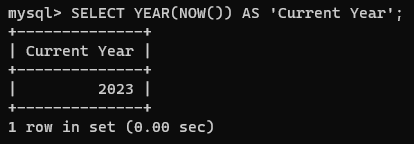 mysql> SELECT YEAR(NOW()) AS 'Current Year';
+--------------+
| Current Year |
+--------------+
|         2023 |
+--------------+
1 row in set (0.00 sec)